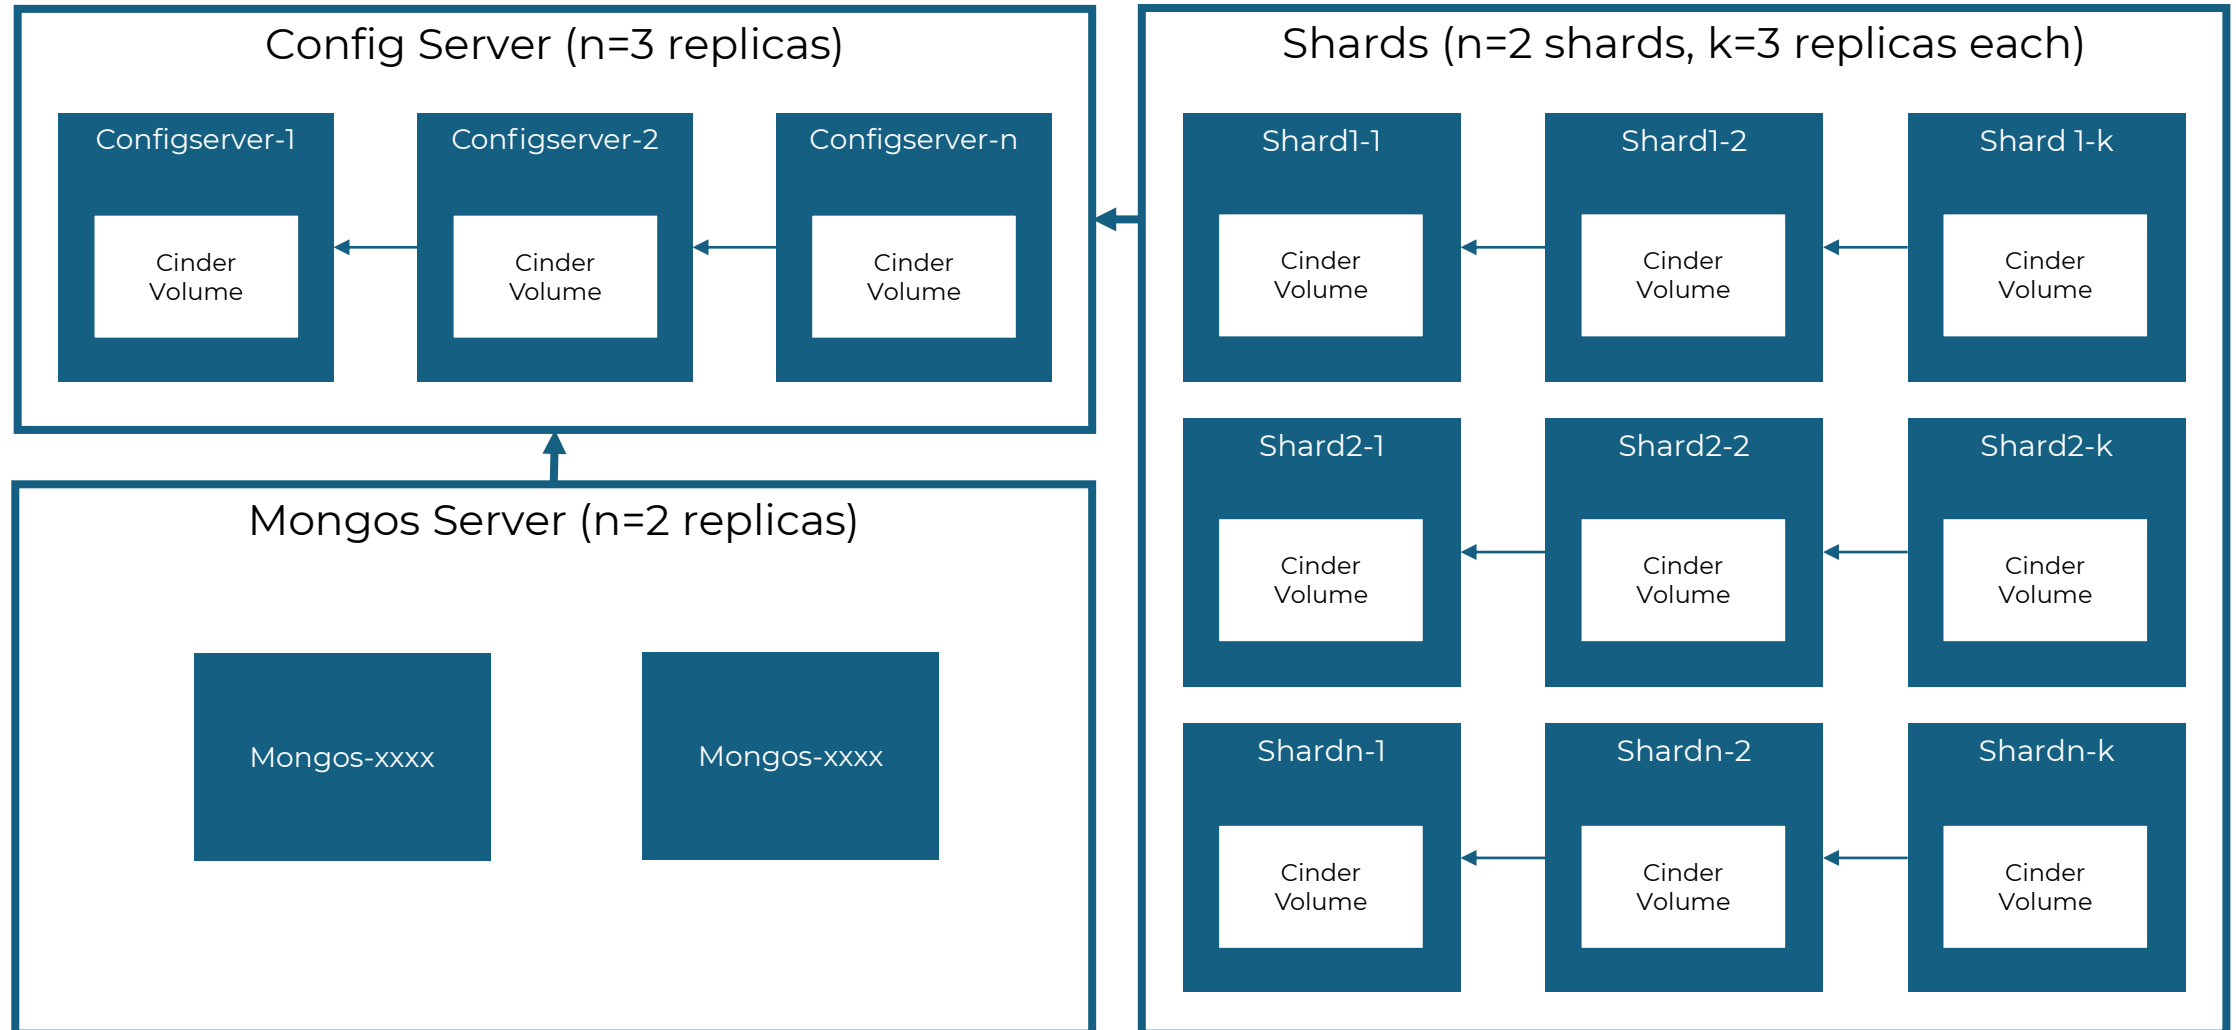 Config Server (n=3 replicas)
Configserver-1
Cinder
Volume
Configserver-2
Cinder
Volume
Configserver-n
Cinder
Volume
Mongos Server (n=2 replicas)
Mongos-xxxx
Mongos-xxxx
Shards (n=2 shards, k=3 replicas each)
Shard1-1
Cinder
Volume
Shard1-2
Cinder
Volume
Shard 1-k
Cinder
Volume
Shard2-1
Cinder
Volume
Shard2-2
Cinder
Volume
Shard2-k
Cinder
Volume
Shardn-1
Cinder
Volume
Shardn-2
Cinder
Volume
Shardn-k
Cinder
Volume